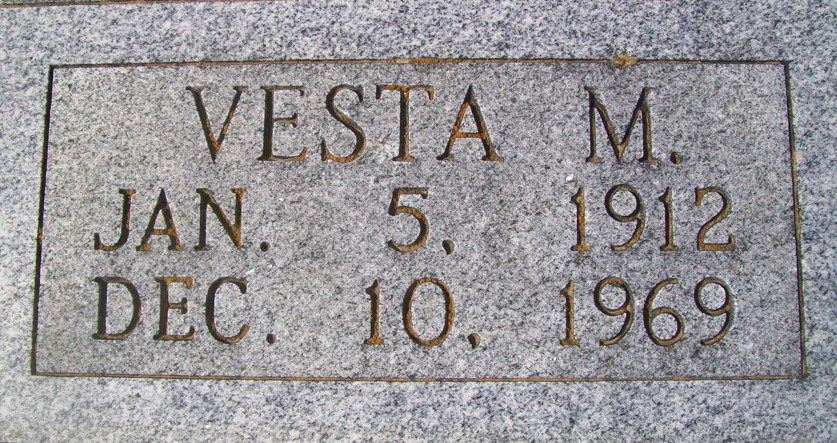 VESTA M.
JAN. 5, 1912
DEC. 10, 1969